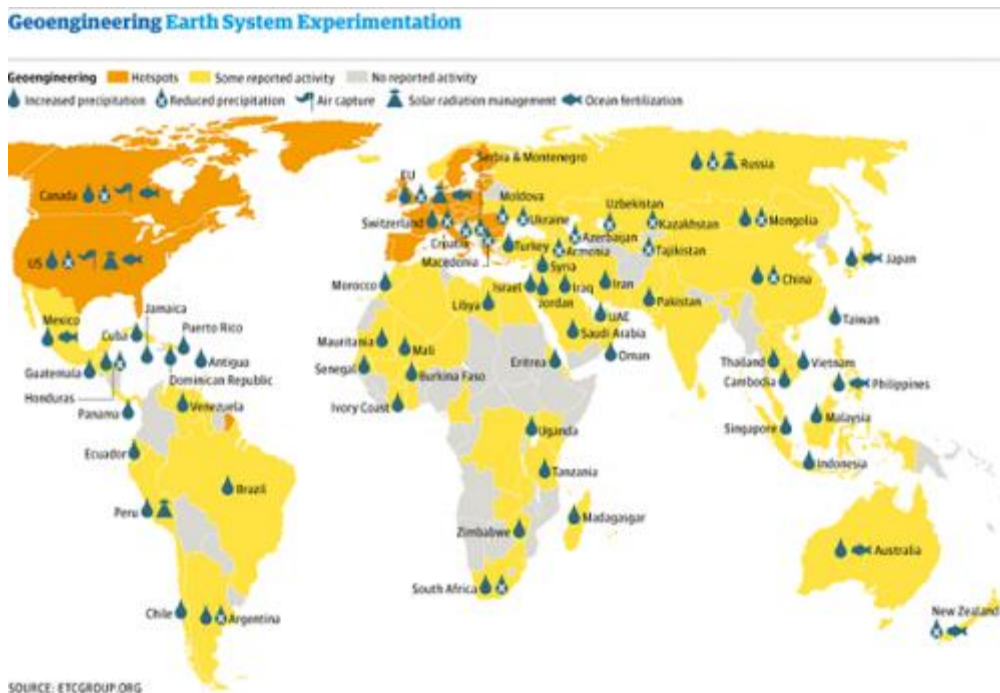 Geoengineering Earth System Experimentation
Geoengineering Hotspots Some reported activity No reported activity
Increased precipitation Reduced precipitation Air capture Solar radiation management Ocean fertilization
Serbia & Montenegro
Russia
EU
Canada
Moldova
Uzbekistan
Switzerland
Ukraine
Kazakhstan
Mongolia
Croatia
Azerbaijan
Turkey
Armenia
Tajikistan
US
Macedonia
Syria
Japan
China
Morocco
Israel
Iraq
Iran
Jordan
Pakistan
Libya
Jamaica
Mexico
UAE
Taiwan
Cuba
Puerto Rico
Saudi Arabia
Mauritania
Mali
Oman
Antigua
Guatemala
Senegal
Burkina Faso
Eritrea
Thailand
Vietnam
Dominican Republic
Cambodia
Philippines
Honduras
Panama
Venezuela
Ivory Coast
Malaysia
Singapore
Uganda
Ecuador
Indonesia
Tanzania
Brazil
Peru
Madagasgar
Zimbabwe
Australia
South Africa
Chile
Argentina
New Zealand
SOURCE: ETCGROUP.ORG